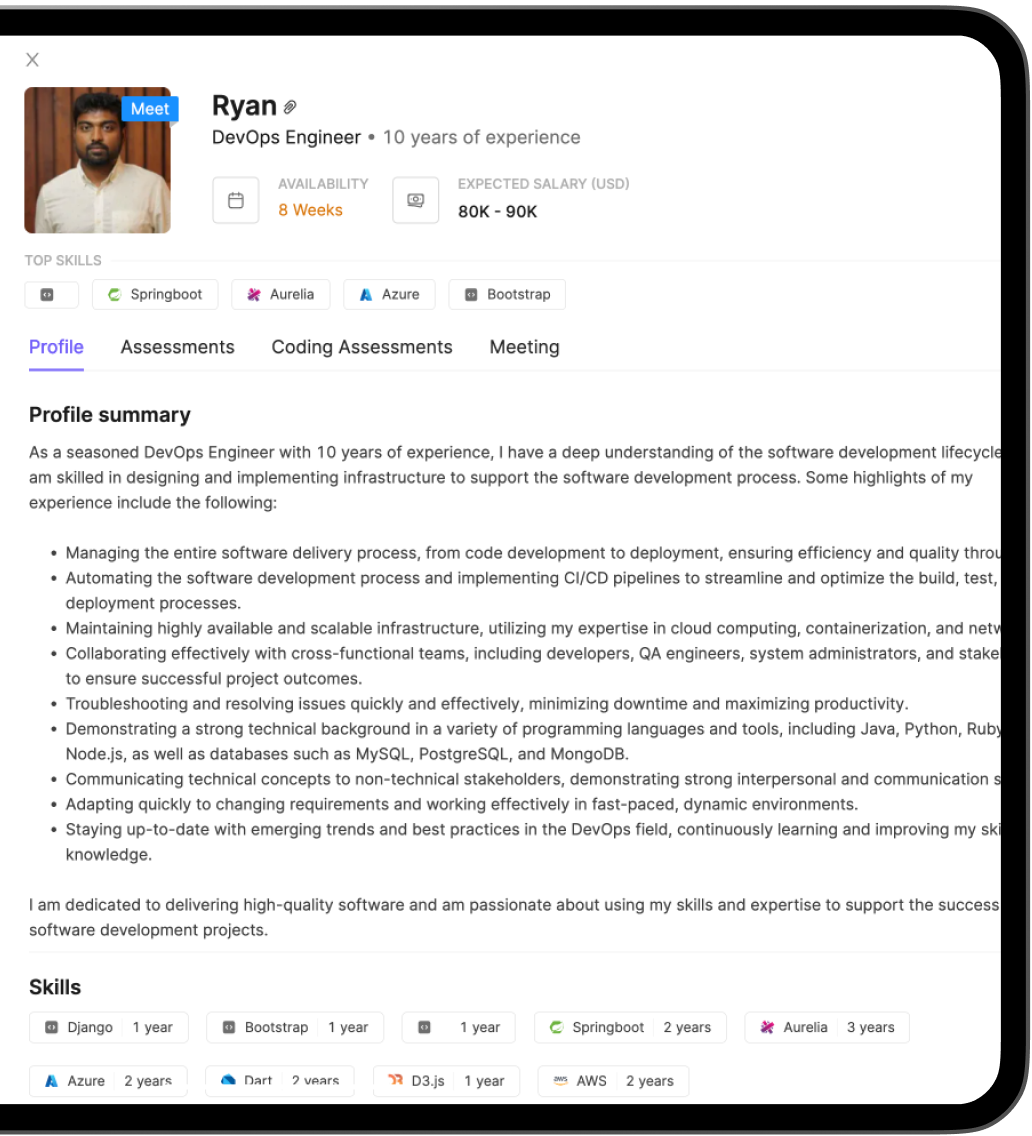 X
Meet
Ryan
DevOps Engineer • 10 years of experience
AVAILABILITY
8 Weeks
EXPECTED SALARY (USD)
80K - 90K
TOP SKILLS
Springboot
Aurelia
Azure
Bootstrap
Profile
Assessments
Coding Assessments
Meeting
Profile summary
As a seasoned DevOps Engineer with 10 years of experience, I have a deep understanding of the software development lifecycle
am skilled in designing and implementing infrastructure to support the software development process. Some highlights of my
experience include the following:
• Managing the entire software delivery process, from code development to deployment, ensuring efficiency and quality throu
• Automating the software development process and implementing CI/CD pipelines to streamline and optimize the build, test,
deployment processes.
• Maintaining highly available and scalable infrastructure, utilizing my expertise in cloud computing, containerization, and netw
• Collaborating effectively with cross-functional teams, including developers, QA engineers, system administrators, and stake
to ensure successful project outcomes.
• Troubleshooting and resolving issues quickly and effectively, minimizing downtime and maximizing productivity.
• Demonstrating a strong technical background in a variety of programming languages and tools, including Java, Python, Ruby
Node.js, as well as databases such as MySQL, PostgreSQL, and MongoDB.
• Communicating technical concepts to non-technical stakeholders, demonstrating strong interpersonal and communication s
• Adapting quickly to changing requirements and working effectively in fast-paced, dynamic environments.
• Staying up-to-date with emerging trends and best practices in the DevOps field, continuously learning and improving my ski
knowledge.
I am dedicated to delivering high-quality software and am passionate about using my skills and expertise to support the success
software development projects.
Skills
Django 1 year
Bootstrap 1 year
1 year
Springboot 2 years
Aurelia 3 years
Azure 2 years
Dart 2 years
D3.js 1 year
aws AWS 2 years